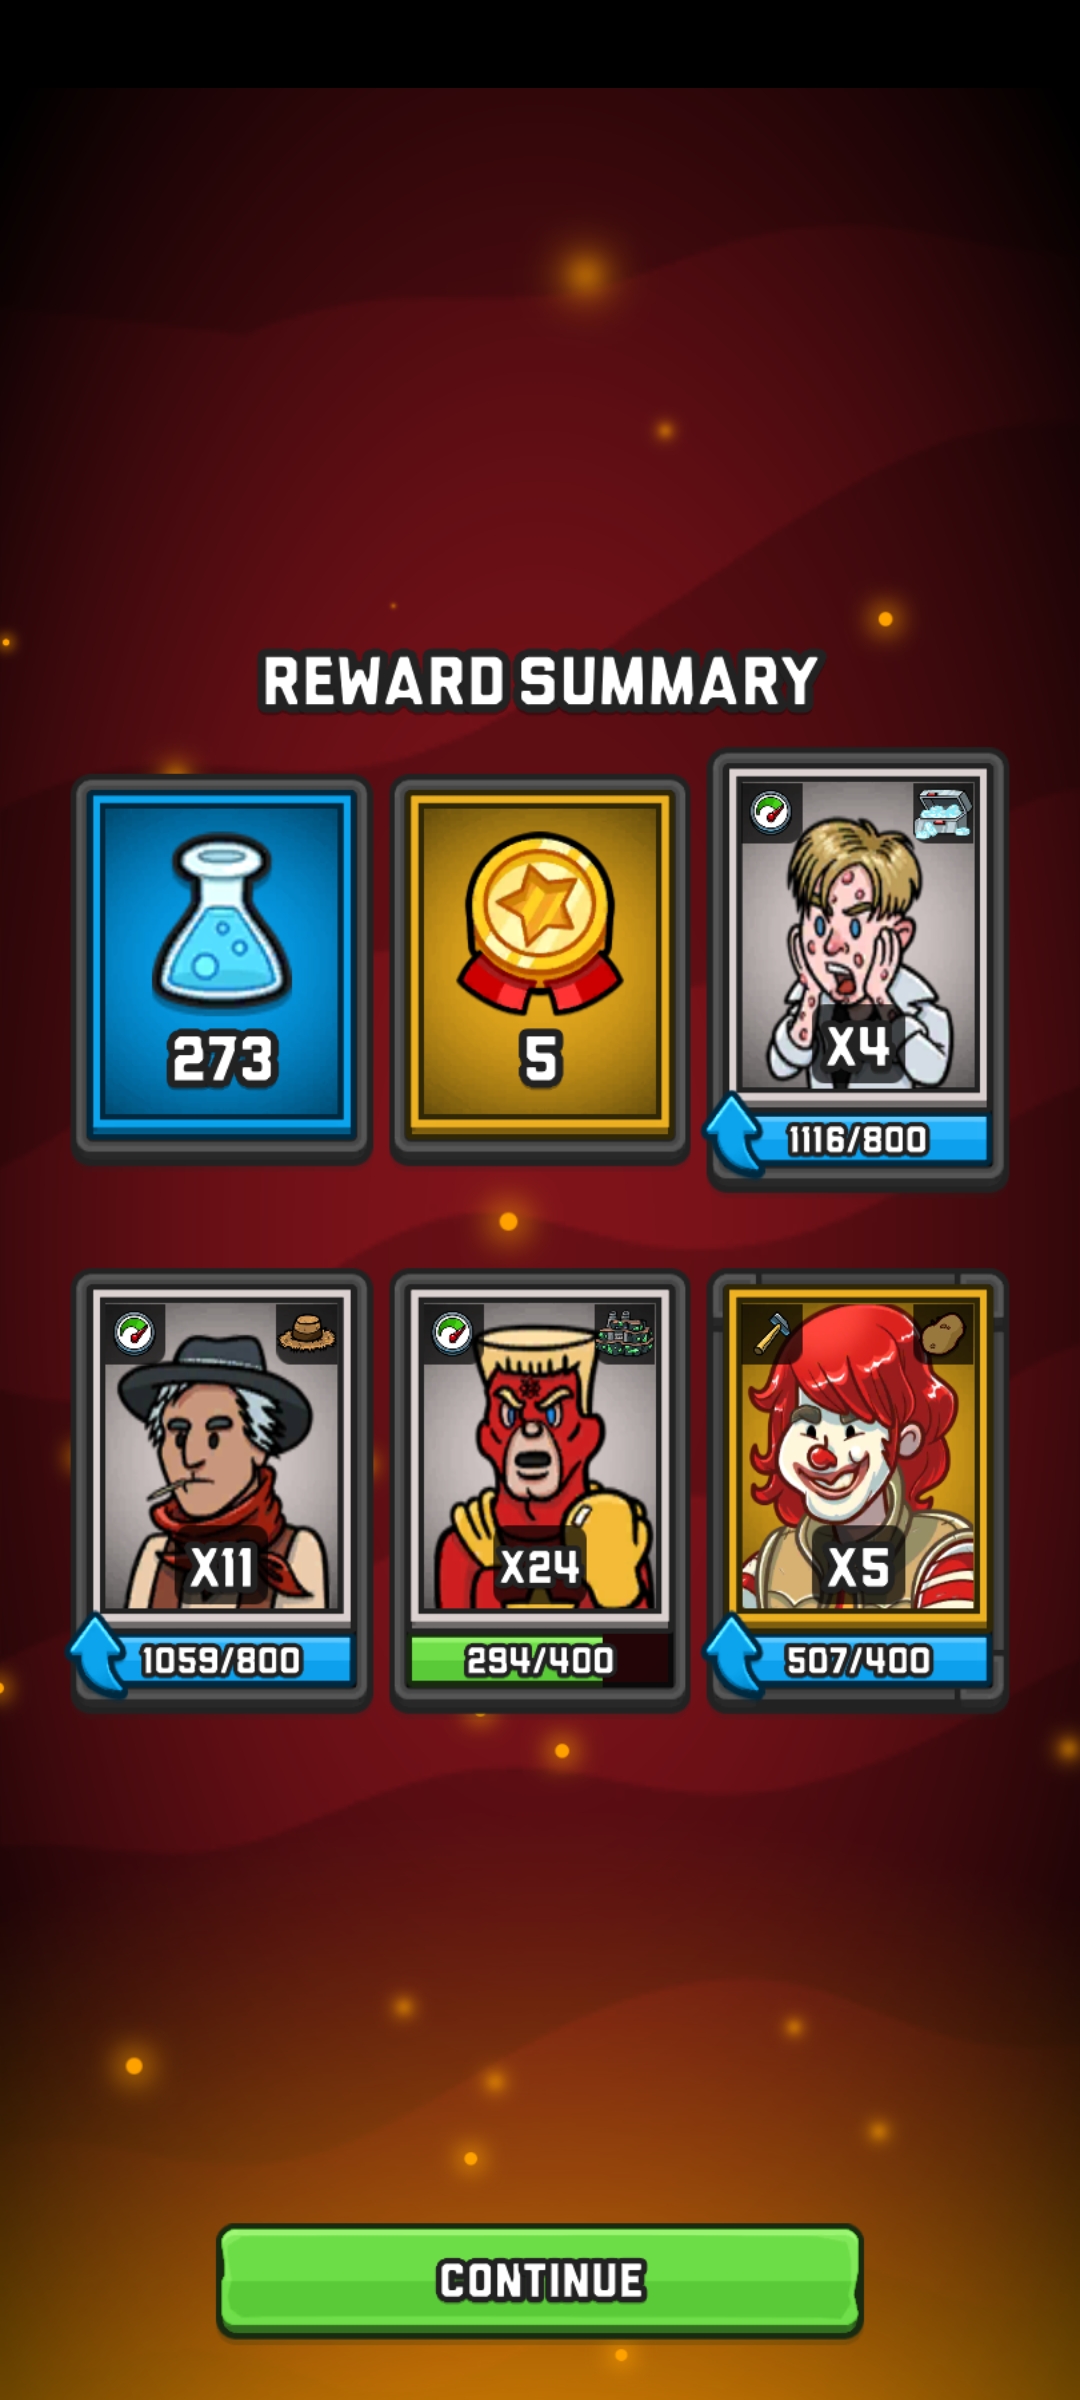 REWARD SUMMARY
273
5
X4
1116/800
X11
1059/800
X24
294/400
X5
507/400
CONTINUE